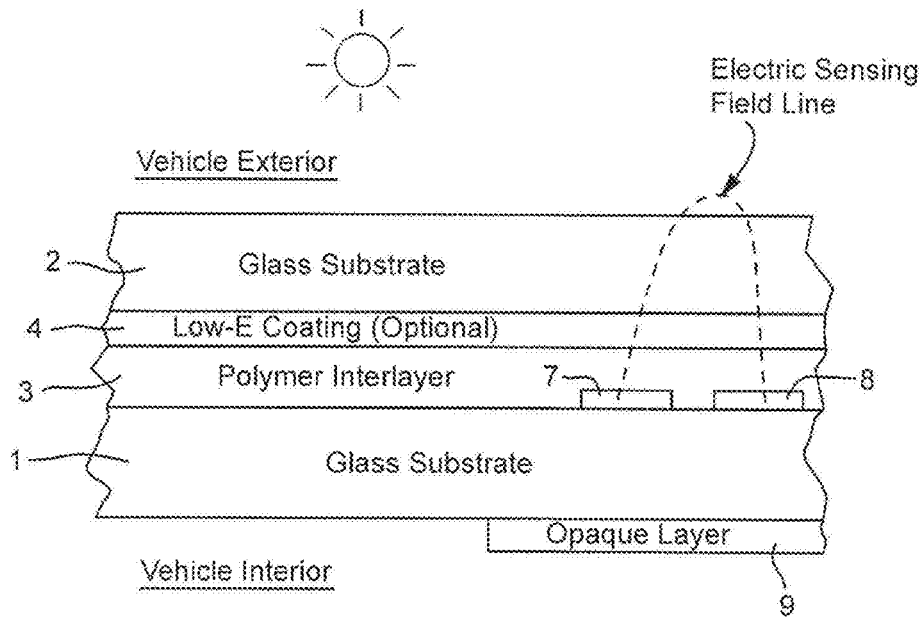 Electric Sensing
Field Line
Vehicle Exterior
2
Glass Substrate
4
Low-E Coating (Optional)
3
Polymer Interlayer
7
8
1
Glass Substrate
Opaque Layer
Vehicle Interior
9